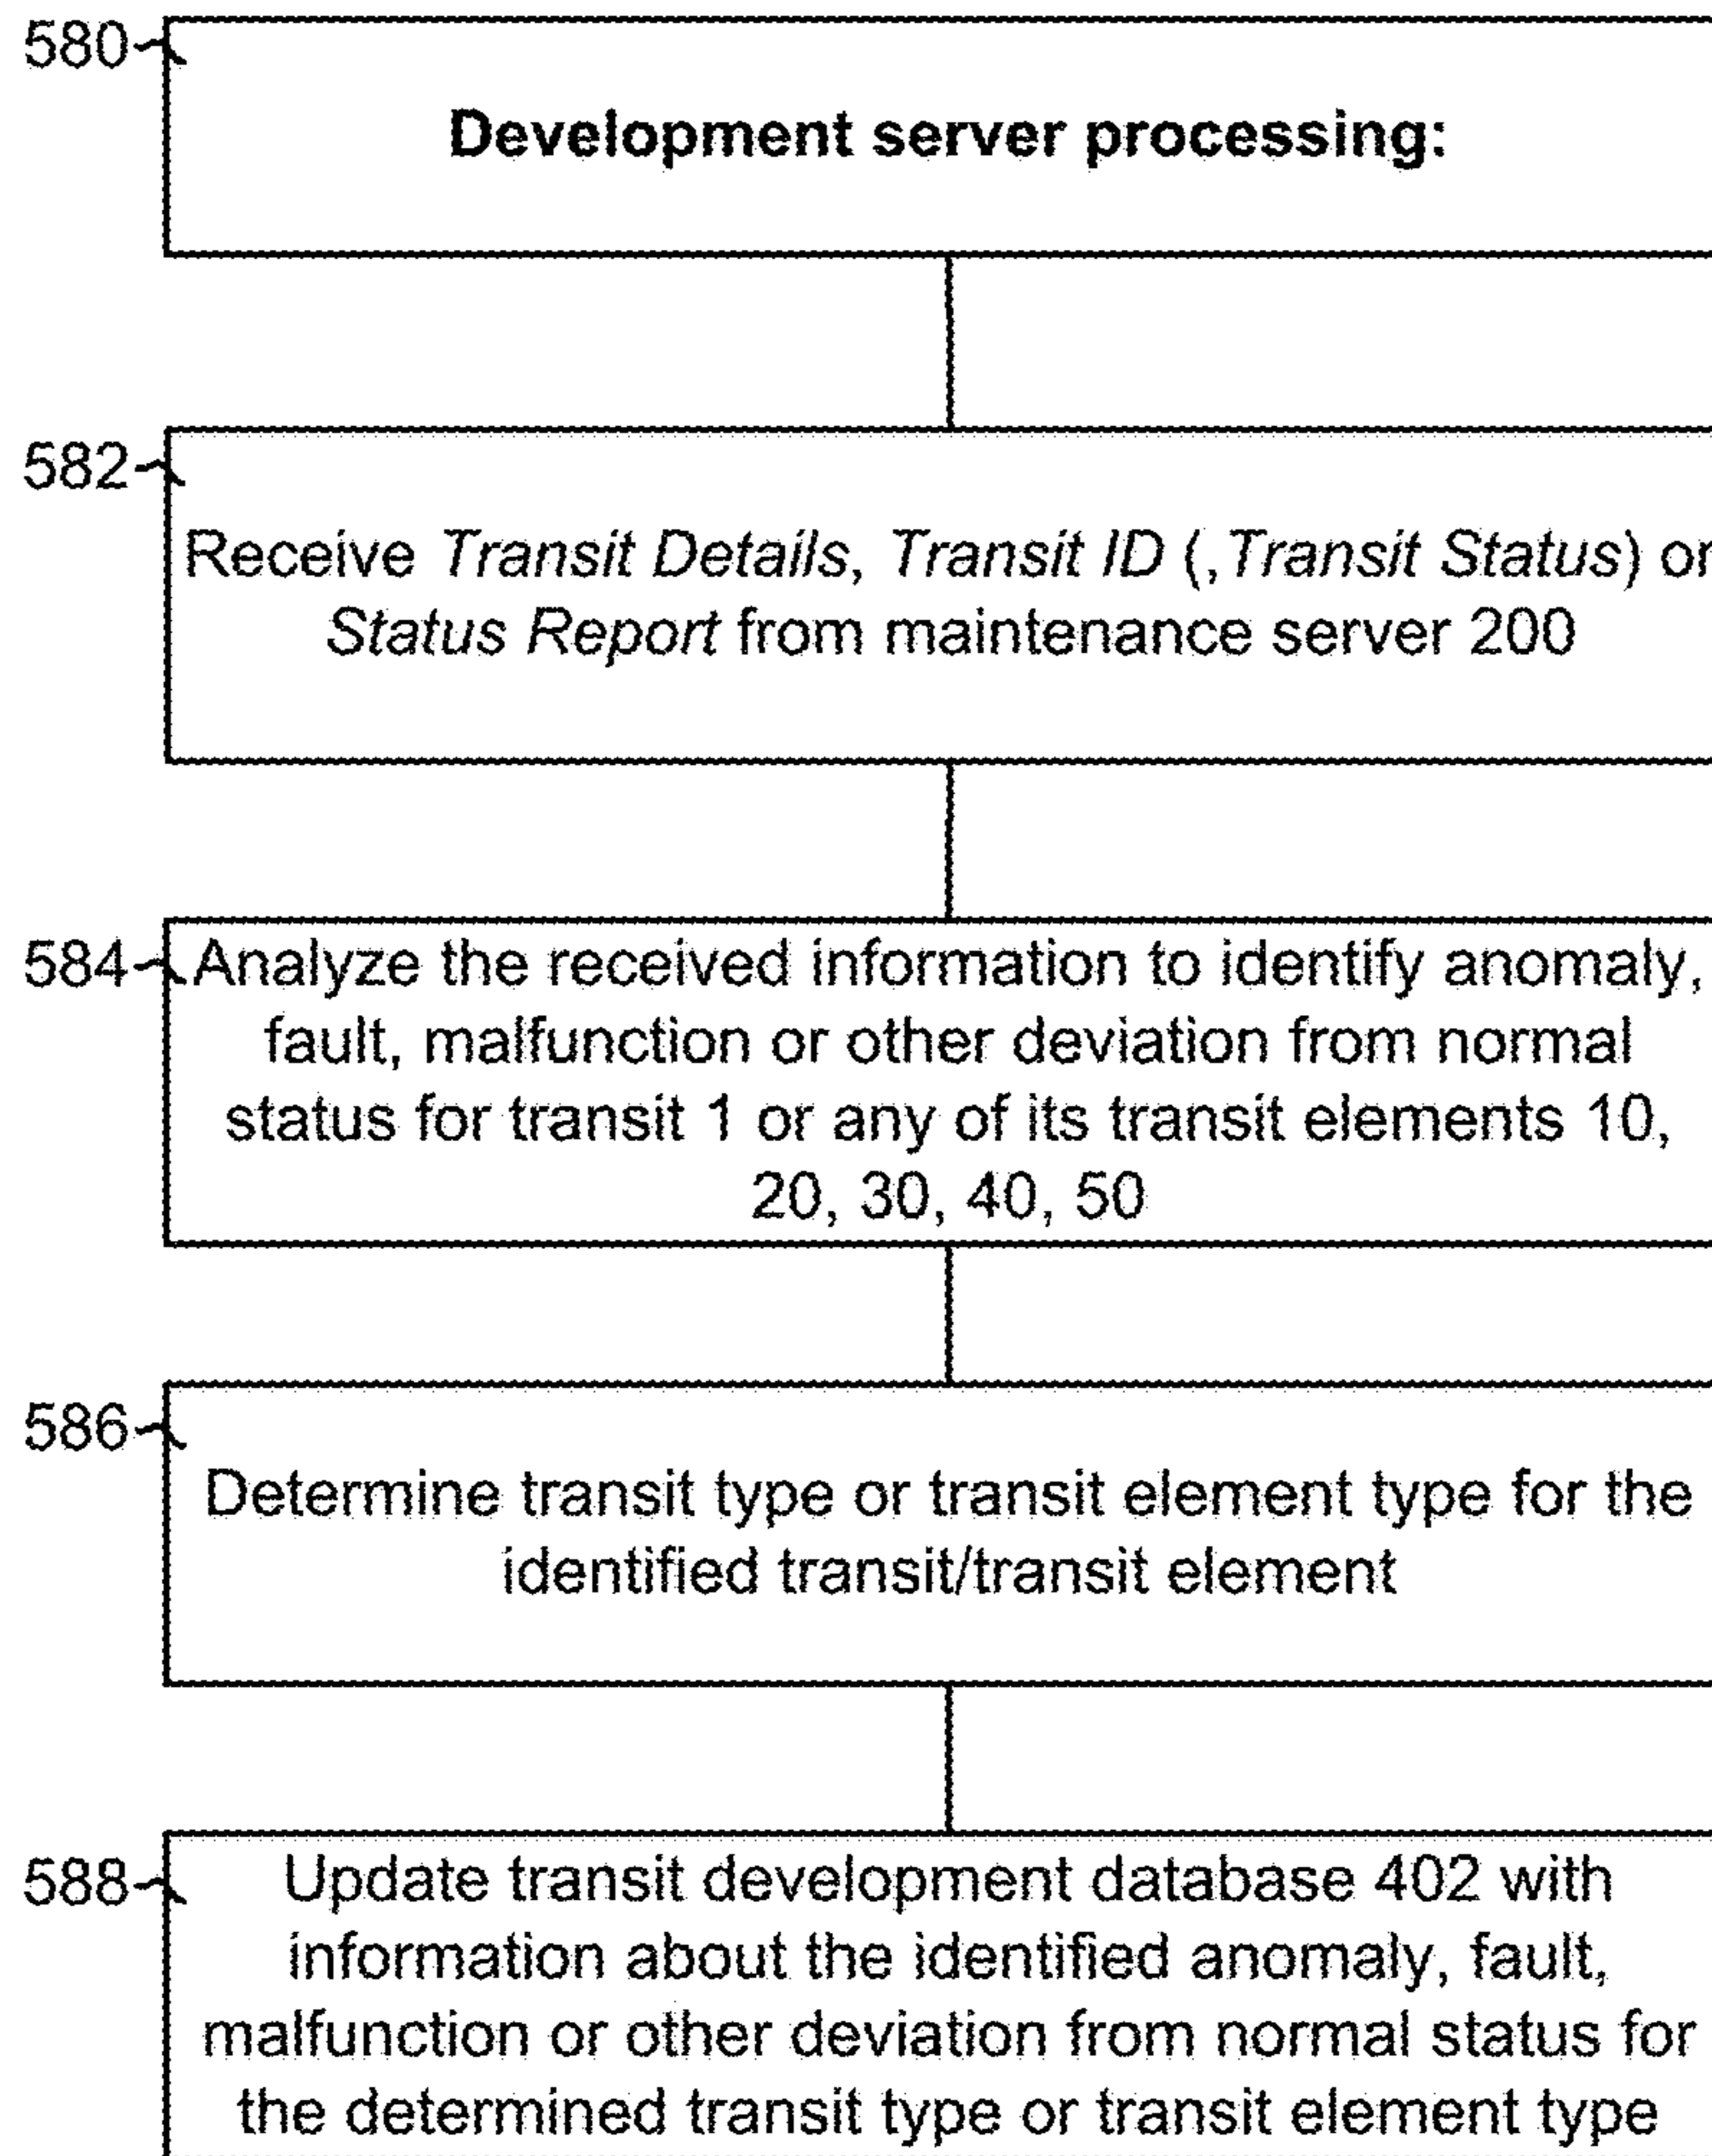 580
Development server processing:
582
Receive Transit Details, Transit ID (,Transit Status) or
Status Report from maintenance server 200
584
Analyze the received information to identify anomaly,
fault, malfunction or other deviation from normal
status for transit 1 or any of its transit elements 10,
20, 30, 40, 50
586
Determine transit type or transit element type for the
identified transit/transit element
588
Update transit development database 402 with
information about the identified anomaly, fault,
malfunction or other deviation from normal status for
the determined transit type or transit element type